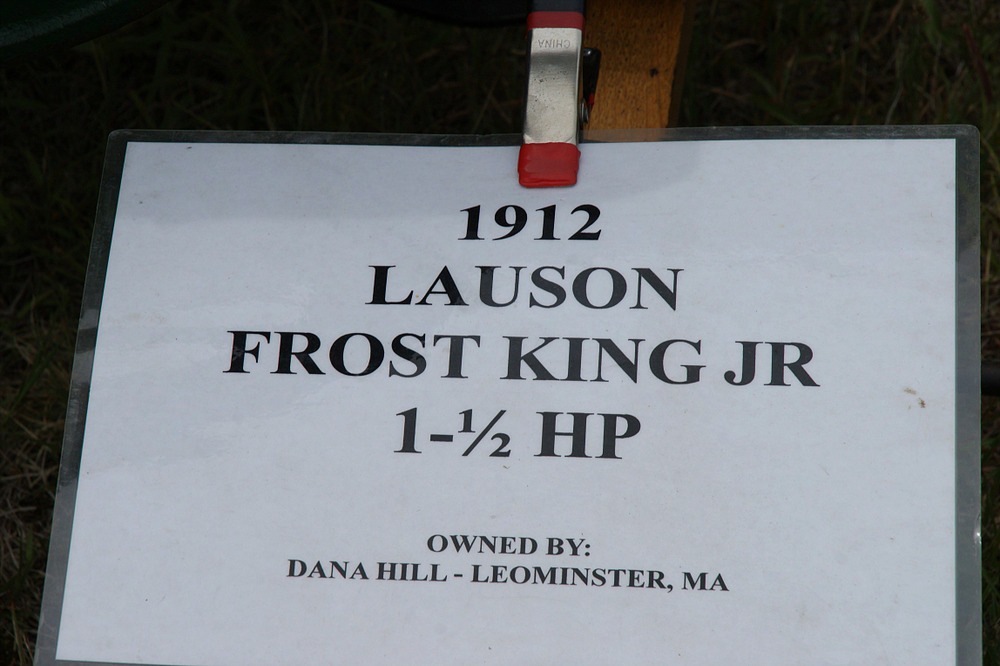 CHINA
1912
LAUSON
FROST KING JR
1-½ HP
OWNED BY:
DANA HILL - LEOMINSTER, MA